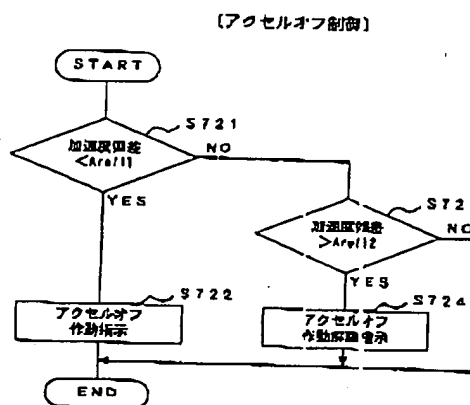 [アクセルオフ制御]
START
S721
加速度偏差
<Aref11
NO
YES
S72
加速度偏差
>Aref12
NO
YES
S722
アクセルオフ
作動指示
S724
アクセルオフ
作動解除指示
END